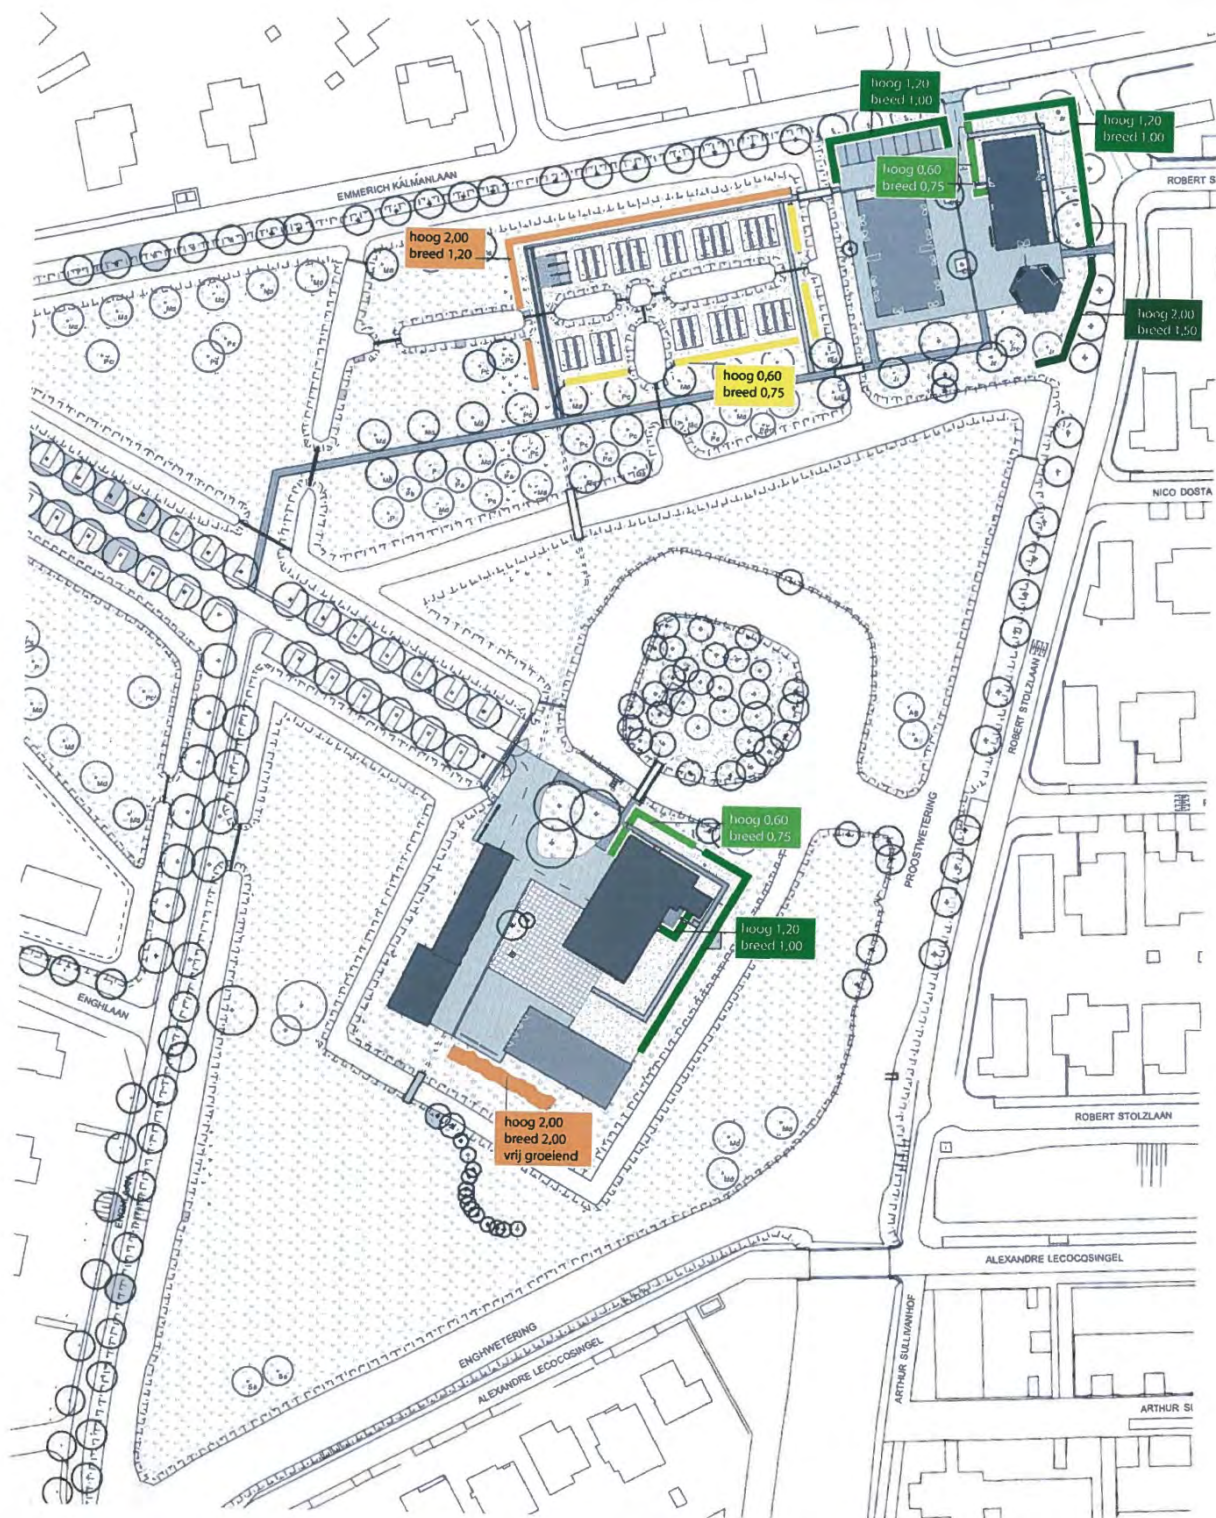 hoog 1,20
breed 1,00
hoog 1,20
breed 1,00
EMMERICH KALMANLAAN
hoog 0,60
breed 0,75
ROBERT S
hoog 2,00
breed 1,20
hoog 2,00
breed 1,50
hoog 0,60
breed 0,75
NICO DOSTA
ROBERT STOLZLAAN
PROOSTWETERING
hoog 0,60
breed 0,75
hoog 1,20
breed 1,00
ENGHLAAN
hoog 2,00
breed 2,00
vrij groeiend
ROBERT STOLZLAAN
ENGHLAAN
ALEXANDRE LECOCQSINGEL
ENGHWETERING
ALEXANDRE LECOCQSINGEL
ARTHUR SULLIVANHOF
ARTHUR SI